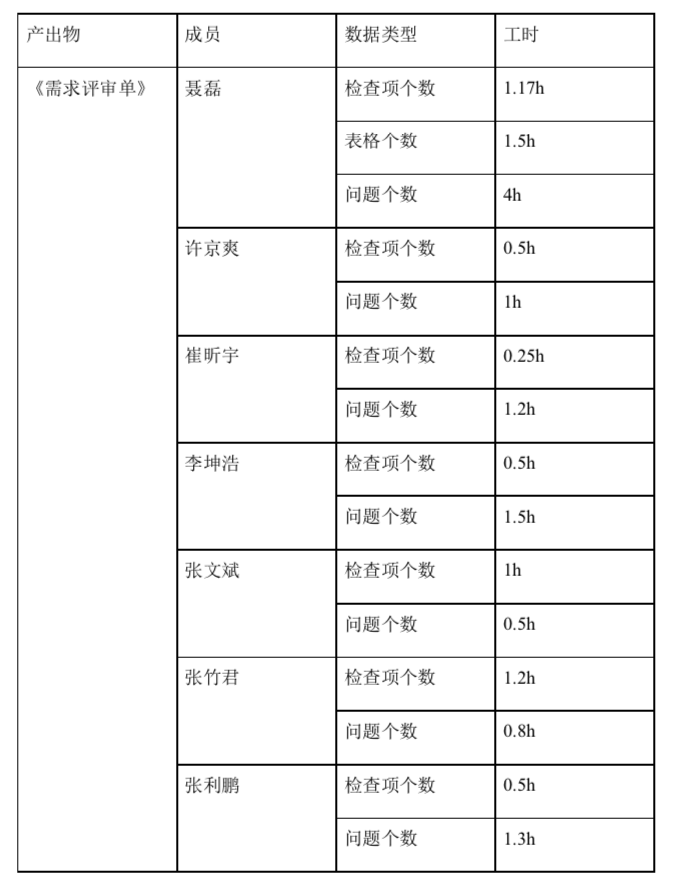 产出物 成员 数据类型 工时
《需求评审单》 聂磊 检查项个数 1.17h
表格个数 1.5h
问题个数 4h
许京爽 检查项个数 0.5h
问题个数 1h
崔昕宇 检查项个数 0.25h
问题个数 1.2h
李坤浩 检查项个数 0.5h
问题个数 1.5h
张文斌 检查项个数 1h
问题个数 0.5h
张竹君 检查项个数 1.2h
问题个数 0.8h
张利鹏 检查项个数 0.5h
问题个数 1.3h